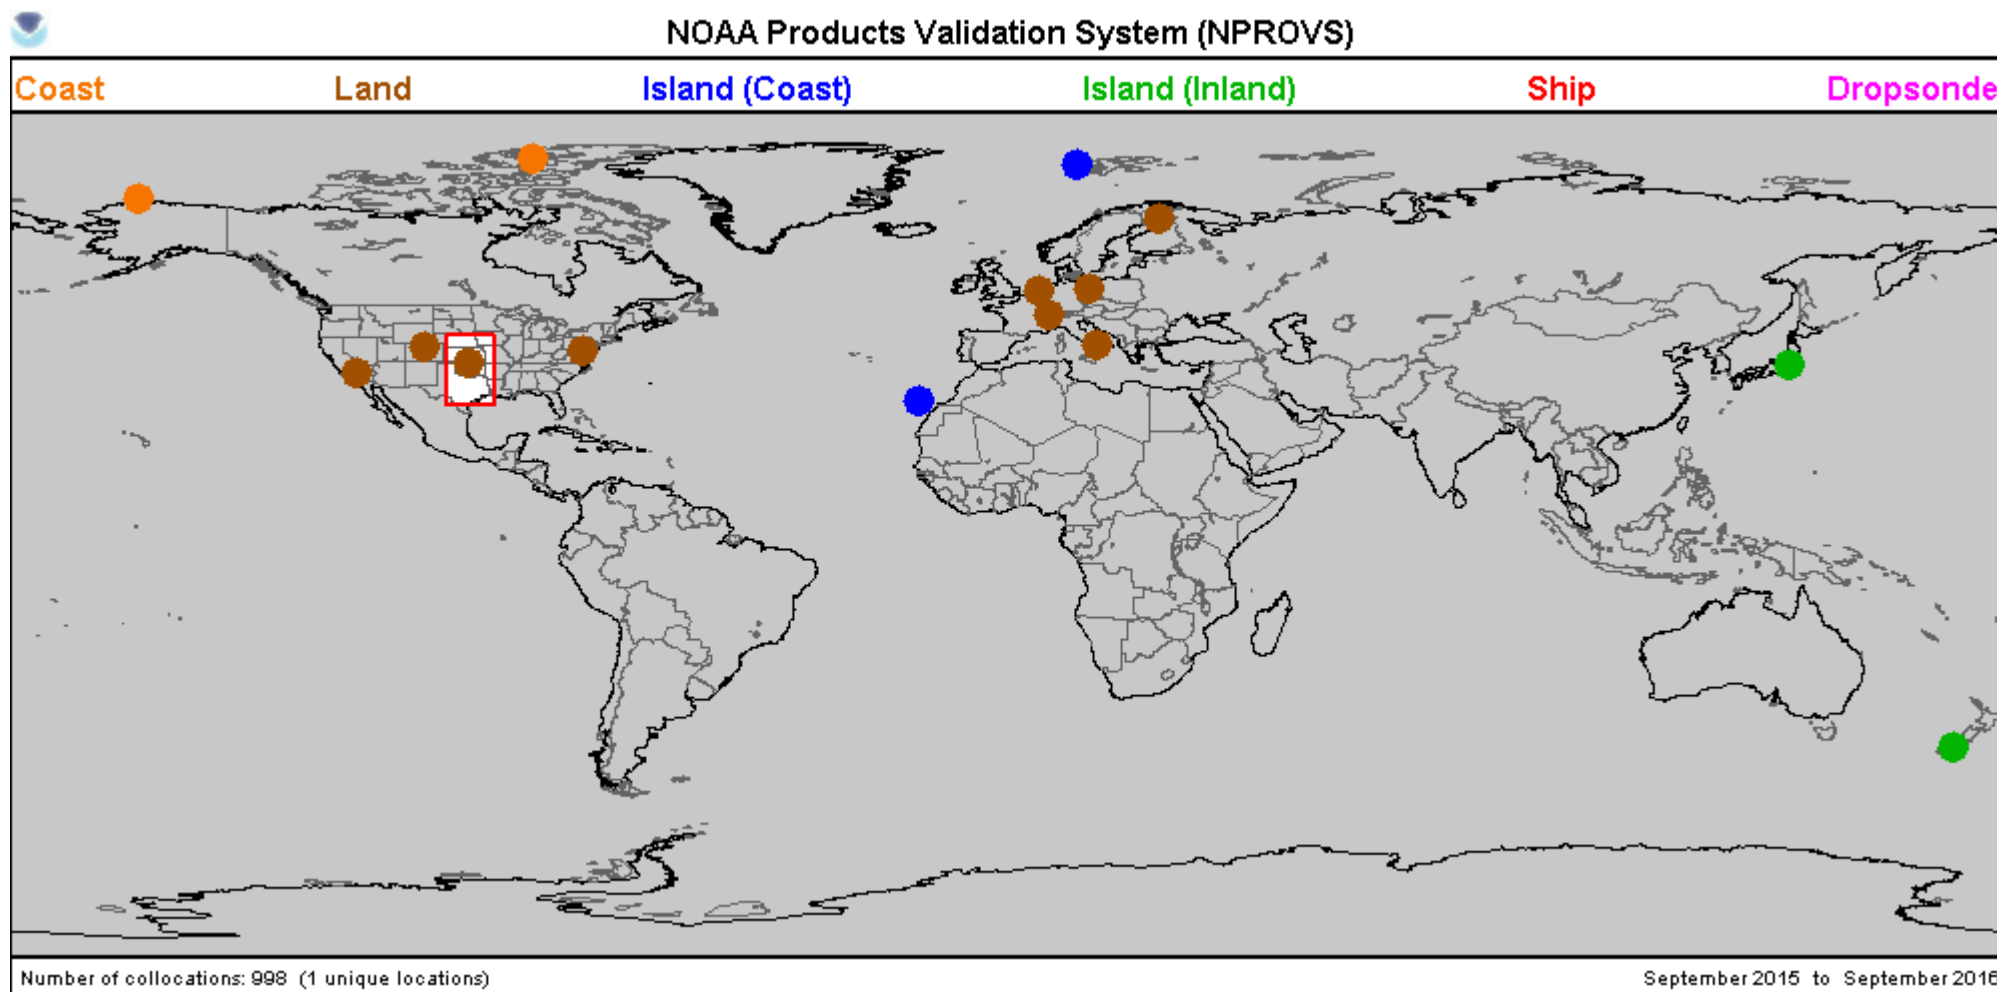 NOAA Products Validation System (NPROVS)
Coast Land Island (Coast) Island (Inland) Ship Dropsonde
Number of collocations: 998 (1 unique locations) September 2015 to September 2016